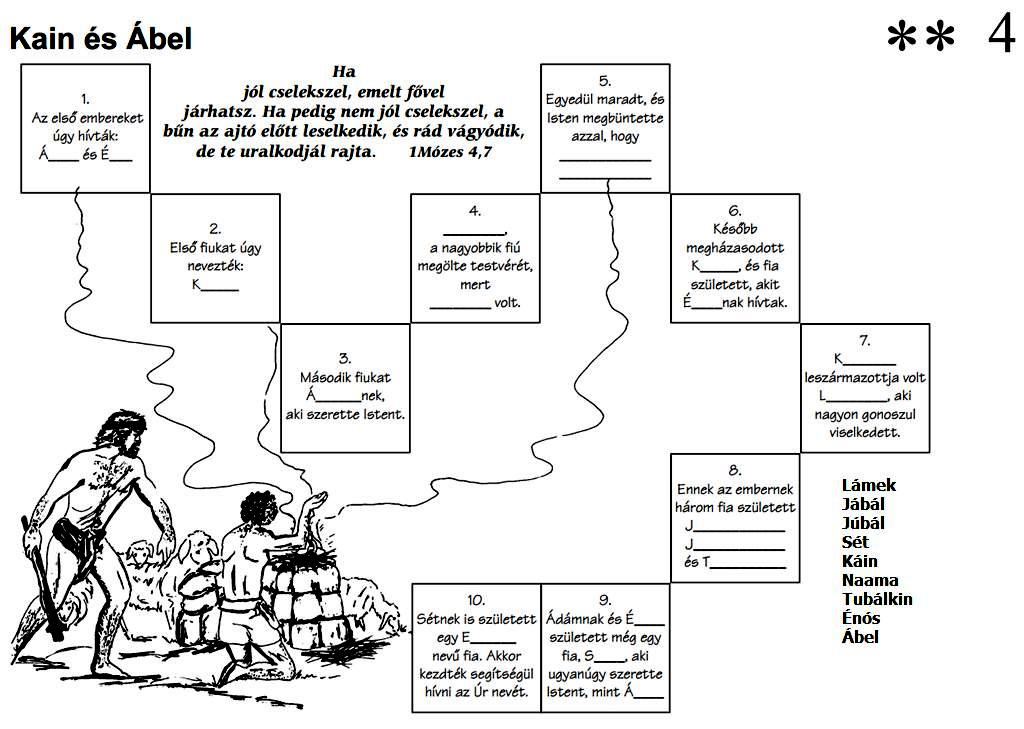 Kain és Ábel
** 4
Ha
jól cselekszel, emelt fővel
járhatsz. Ha pedig nem jól cselekszel, a
bűn az ajtó előtt leselkedik, és rád vágyódik,
de te uralkodjál rajta. 1Mózes 4,7
1.
Az első embereket
úgy hívták:
Á____ és É___
2.
Első fiukat úgy
nevezték:
K_____
3.
Második fiukat
Á______nek,
aki szerette Istent.
4.
________,
a nagyobbik fiú
megölte testvérét,
mert
________ volt.
5.
Egyedül maradt, és
Isten megbüntette
azzal, hogy
____________
____________
6.
Később
megházasodott
K_____, és fia
született, akit
É____nak hívtak.
7.
K_______
leszármazottja volt
L________, aki
nagyon gonoszul
viselkedett.
8.
Ennek az embernek
három fia született
J____________
J____________
és T__________
Lámek
Jábál
Júbál
Sét
Káin
Naama
Tubálkin
Énós
Ábel
9.
Ádámnak és É____
született még egy
fia, S____, aki
ugyanúgy szerette
Istent, mint Á____
10.
Sétnek is született
egy E______
nevű fia. Akkor
kezdték segítségül
hívni az Úr nevét.